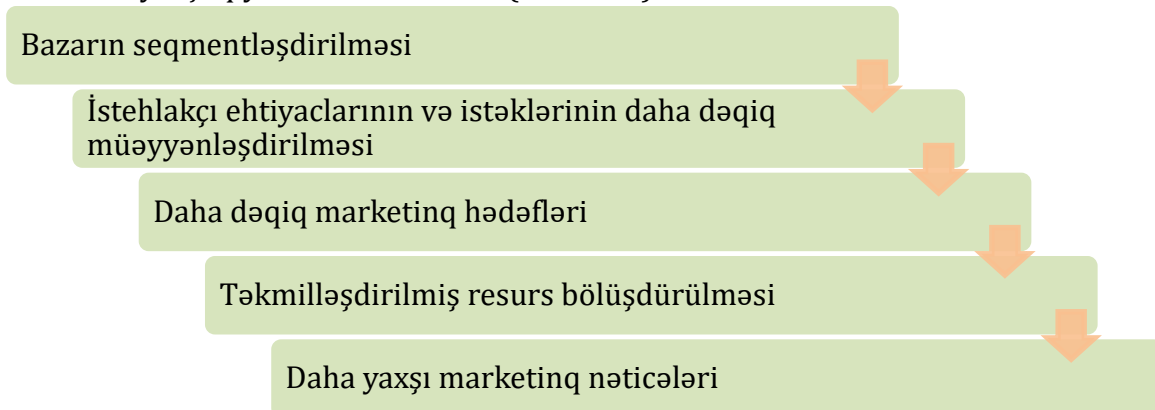 Bazarın seqmentləşdirilməsi
İstehlakçı ehtiyaclarının və istəklərinin daha dəqiq
müəyyənləşdirilməsi
Daha dəqiq marketinq hədəfləri
Təkmilləşdirilmiş resurs bölüşdürülməsi
Daha yaxşı marketinq nəticələri